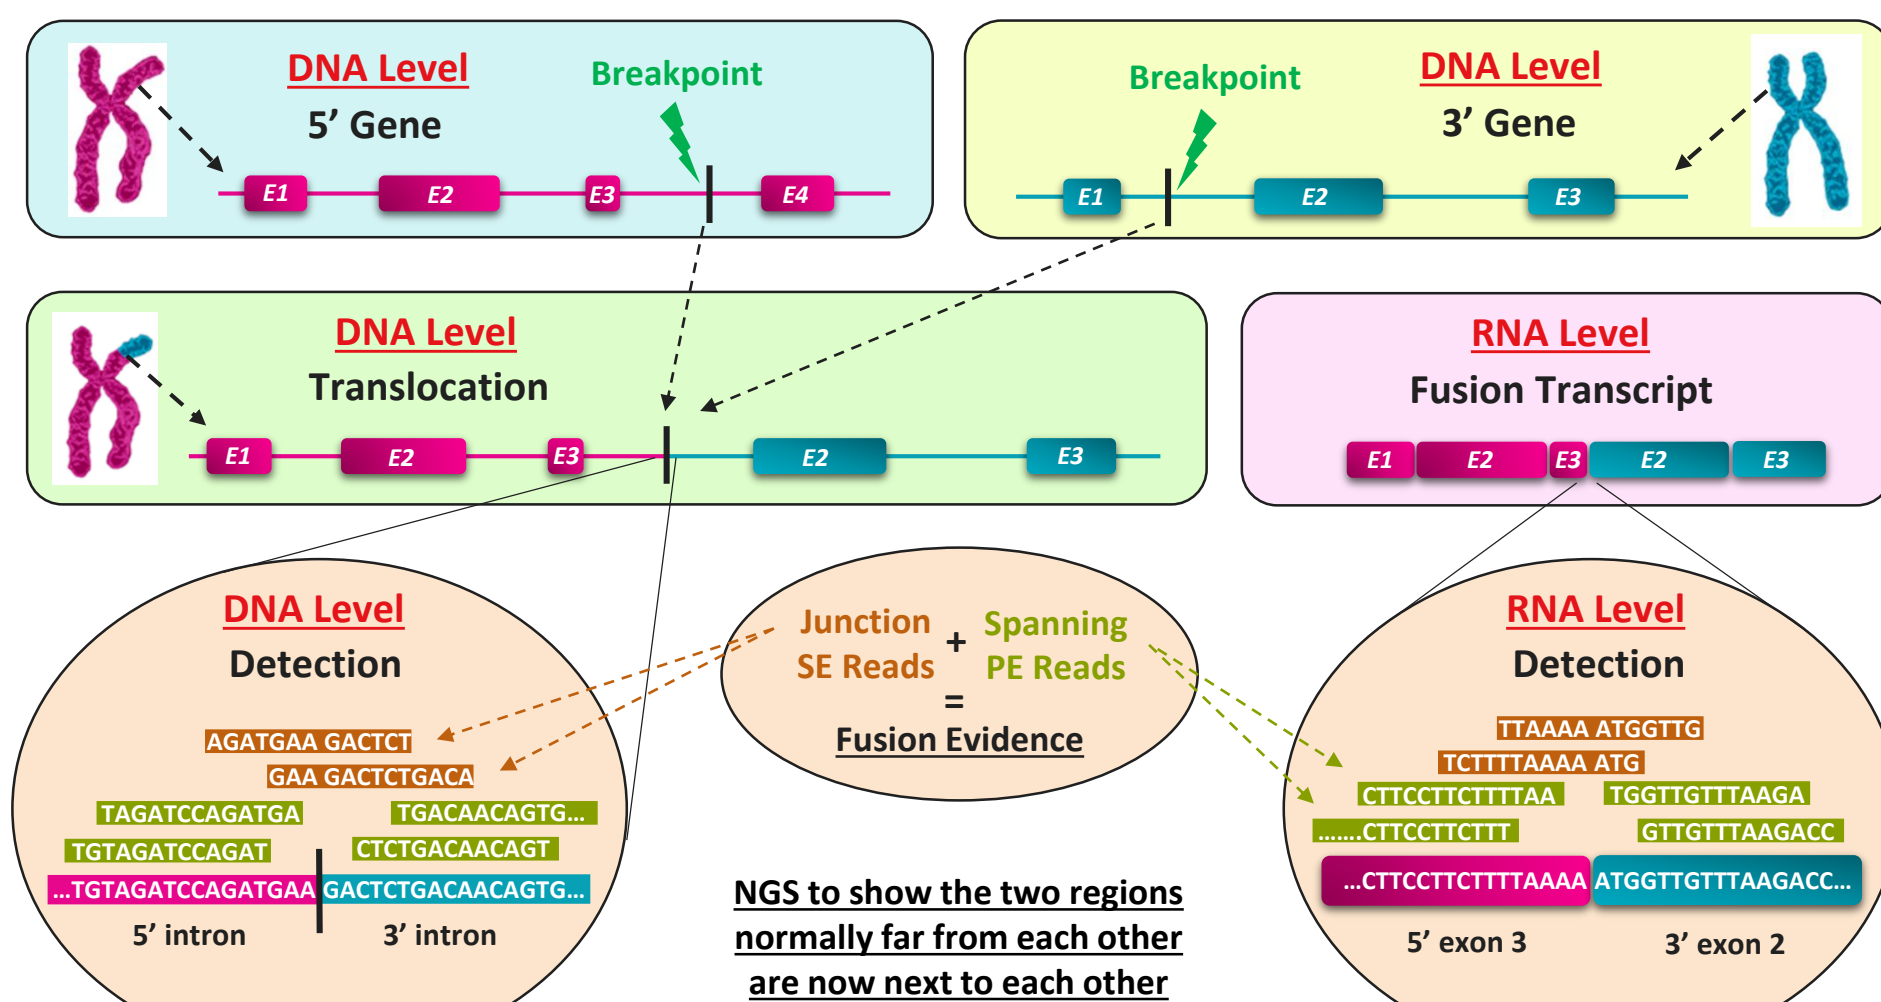 DNA Level
5’ Gene
Breakpoint
E1 E2 E3 E4
Breakpoint
DNA Level
3’ Gene
E1 E2 E3
DNA Level
Translocation
E1 E2 E3 E2 E3
RNA Level
Fusion Transcript
E1 E2 E3 E2 E3
DNA Level
Detection
AGATGAA GACTCT
GAA GACTCTGACA
TAGATCCAGATGA TGACAACAGTG...
TGTAGATCCAGAT CTCTGACAACAGT
...TGTAGATCCAGATGAA GACTCTGACAACAGTG...
5’ intron 3’ intron
Junction + Spanning
SE Reads PE Reads
=
Fusion Evidence
NGS to show the two regions
normally far from each other
are now next to each other
RNA Level
Detection
TTAAAA ATGGTTG
TCTTTTAAAA ATG
CTTCCTTCTTTTAA TGGTTGTTTAAGA
.......CTTCCTTCTTT GTTGTTTAAGACC
...CTTCCTTCTTTTAAAA ATGGTTGTTTAAGACC...
5’ exon 3 3’ exon 2